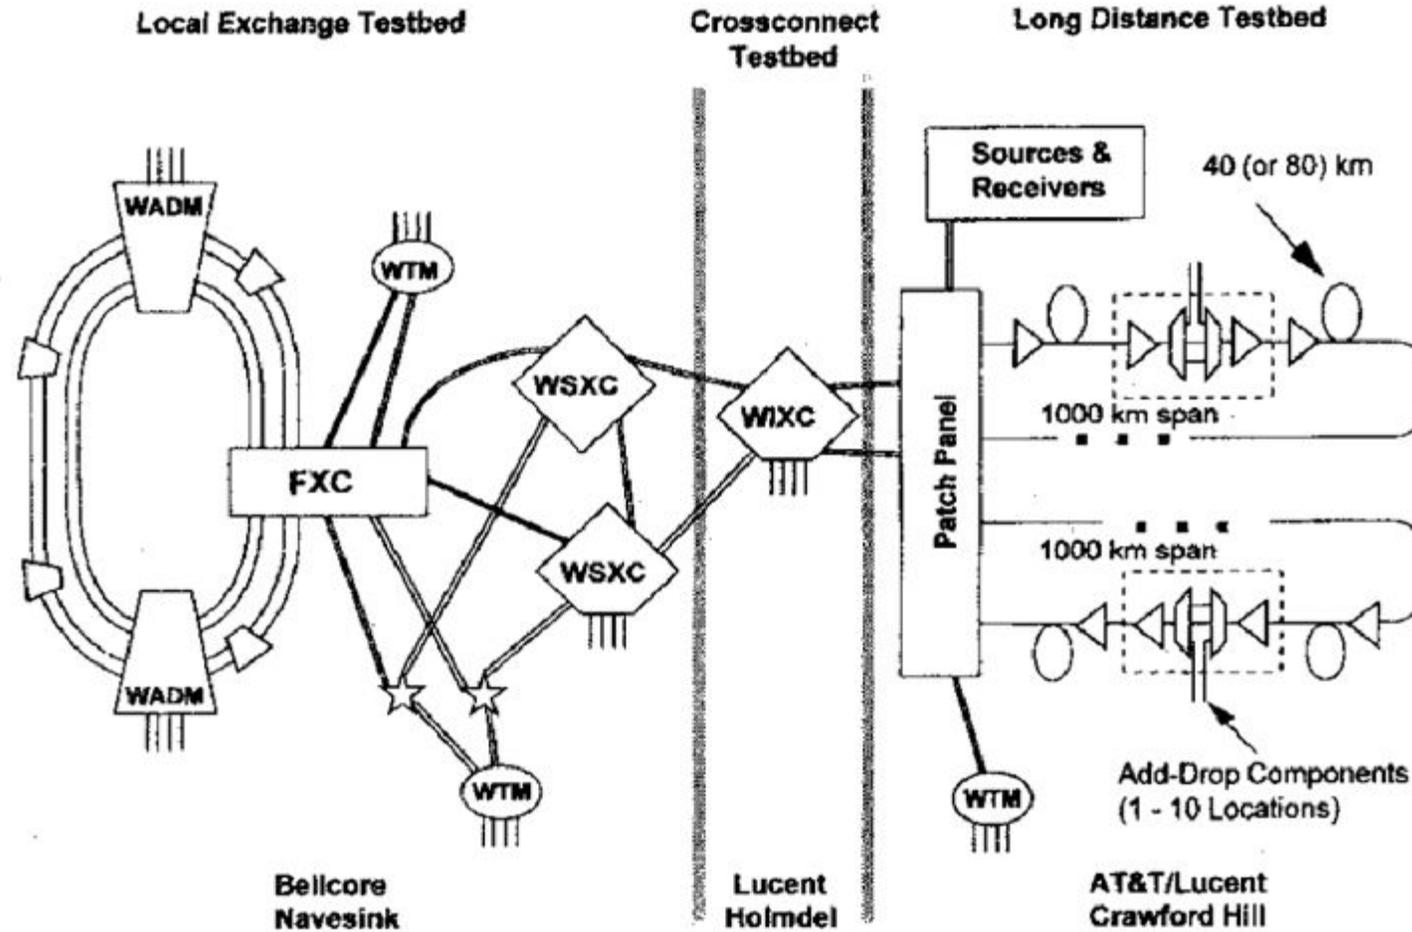 Local Exchange Testbed
Crossconnect
Testbed
Long Distance Testbed
WADM
WTM
WSXC
FXC
WSXC
WADM
WTM
WIXC
Sources &
Receivers
40 (or 80) km
Patch Panel
1000 km span
1000 km span
WTM
Add-Drop Components
(1 - 10 Locations)
Bellcore
Navesink
Lucent
Holmdel
AT&T/Lucent
Crawford Hill